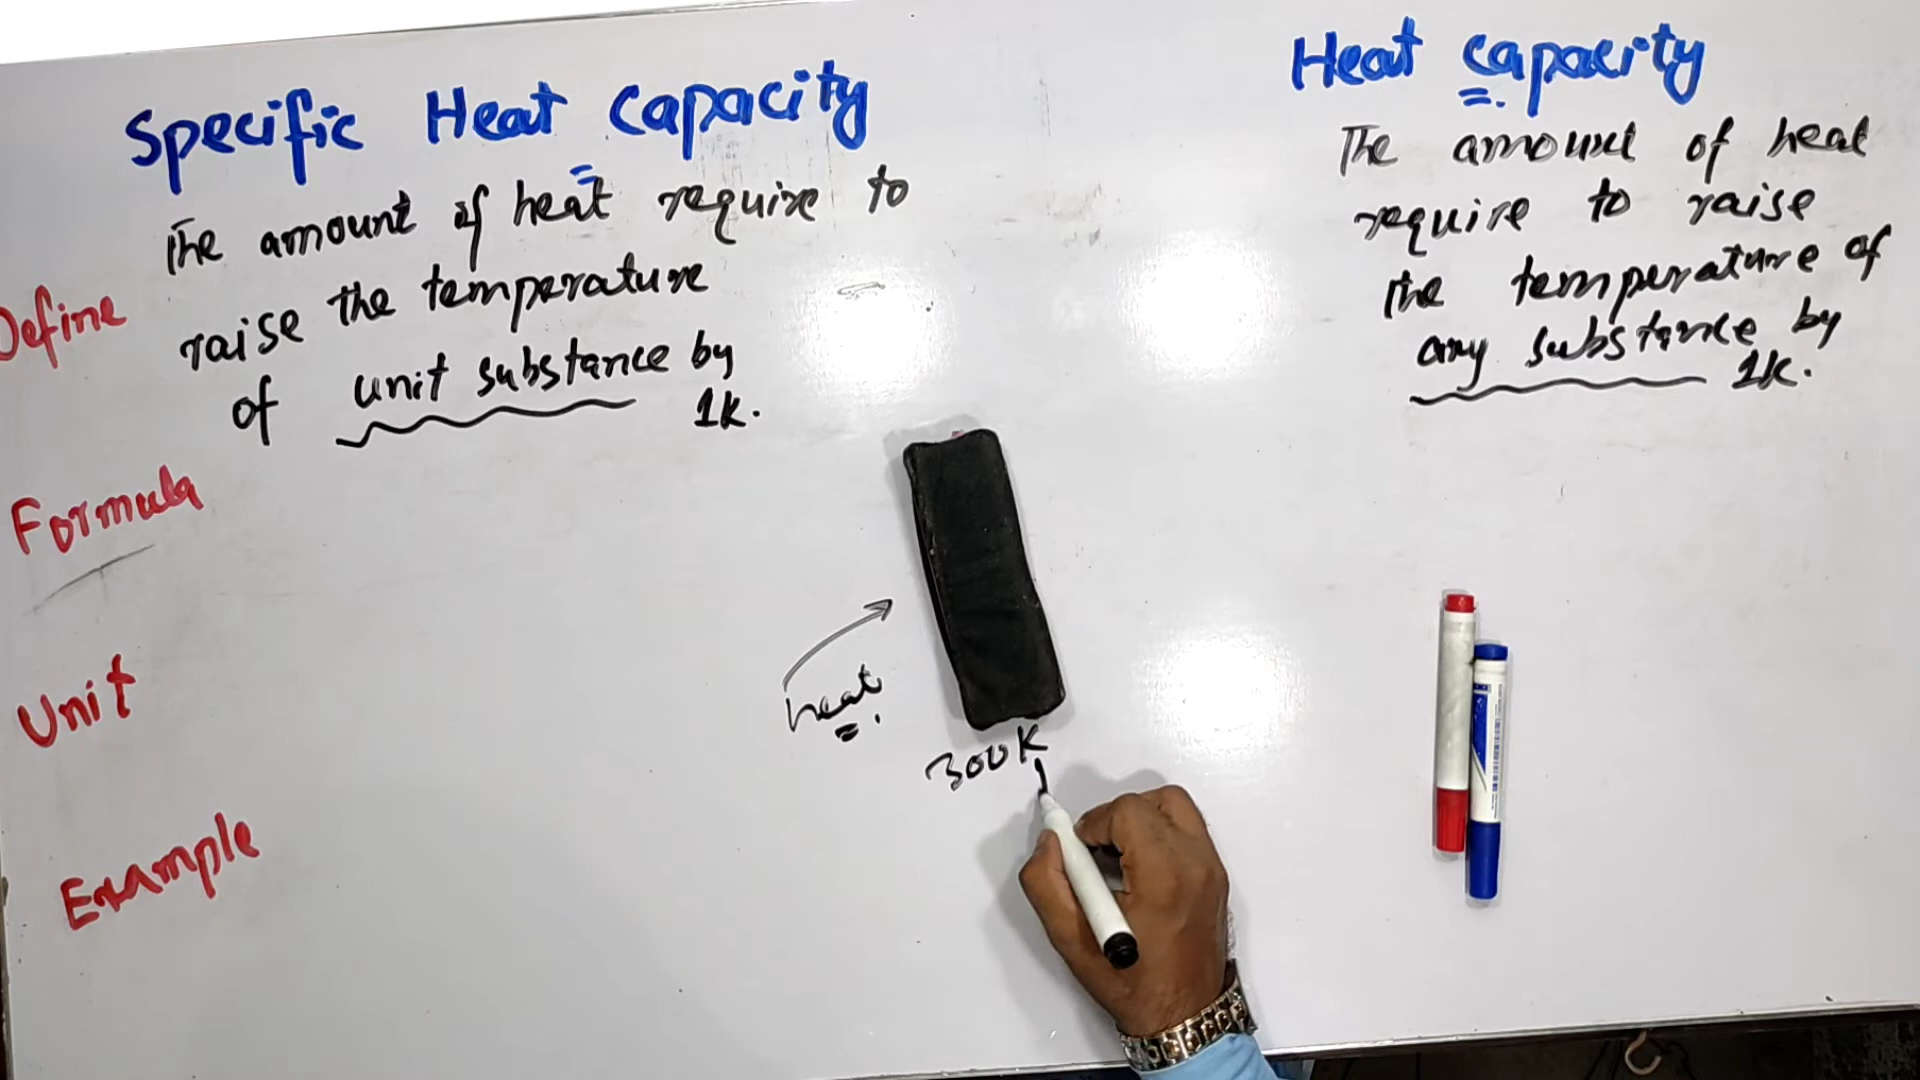 Specific Heat Capacity
The amount of heat require to
raise the temperature
of unit substance by
1K.
Heat capacity
The amount of heat
require to raise
the temperature of
any substance by
1K.
Define
Formula
Unit
Example
heat
300K